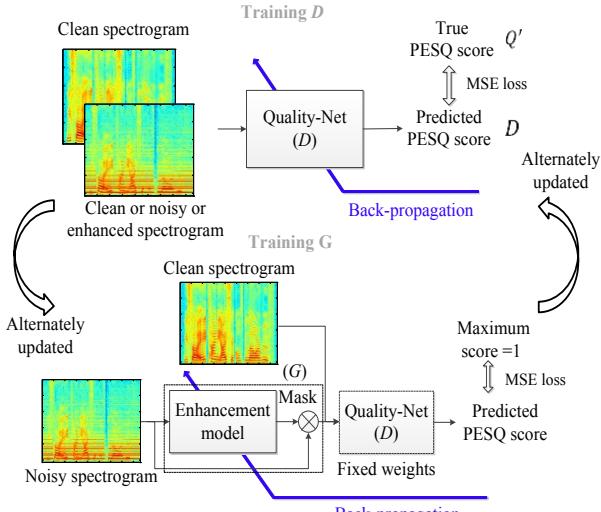 Training D
Clean spectrogram
Clean or noisy or
enhanced spectrogram
Quality-Net
(D)
Back-propagation
True
PESQ score
Q′
MSE loss
Predicted
PESQ score
D
Alternately
updated
Training G
Clean spectrogram
Alternately
updated
Noisy spectrogram
Enhancement
model
(G)
Mask
Quality-Net
(D)
Fixed weights
Maximum
score =1
MSE loss
Predicted
PESQ score
Back-propagation